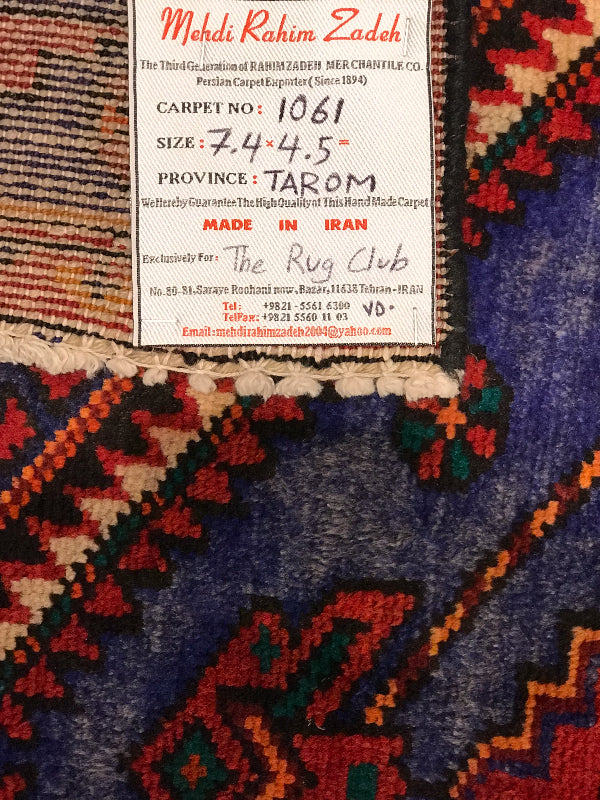 Mehdi Rahim Zadeh
The Third Generation of RAHIMZADEH MERCHANTILE CO.
Persian Carpet Exporter (Since 1894)
CARPET NO: 1061
SIZE: 7.4 x 4.5 =
PROVINCE: TAROM
We Hereby Guarantee The High Quality of This Hand Made Carpet
MADE IN IRAN
Exclusively For: The Rug Club
No.80-81, Saraye Roohani now, Bazar, 11638 Tehran-IRAN
Tel: +9821-5561 6300 VD.
TelFax: +9821 5560 11 03
Email:mehdirahimzadeh2004@yahoo.com